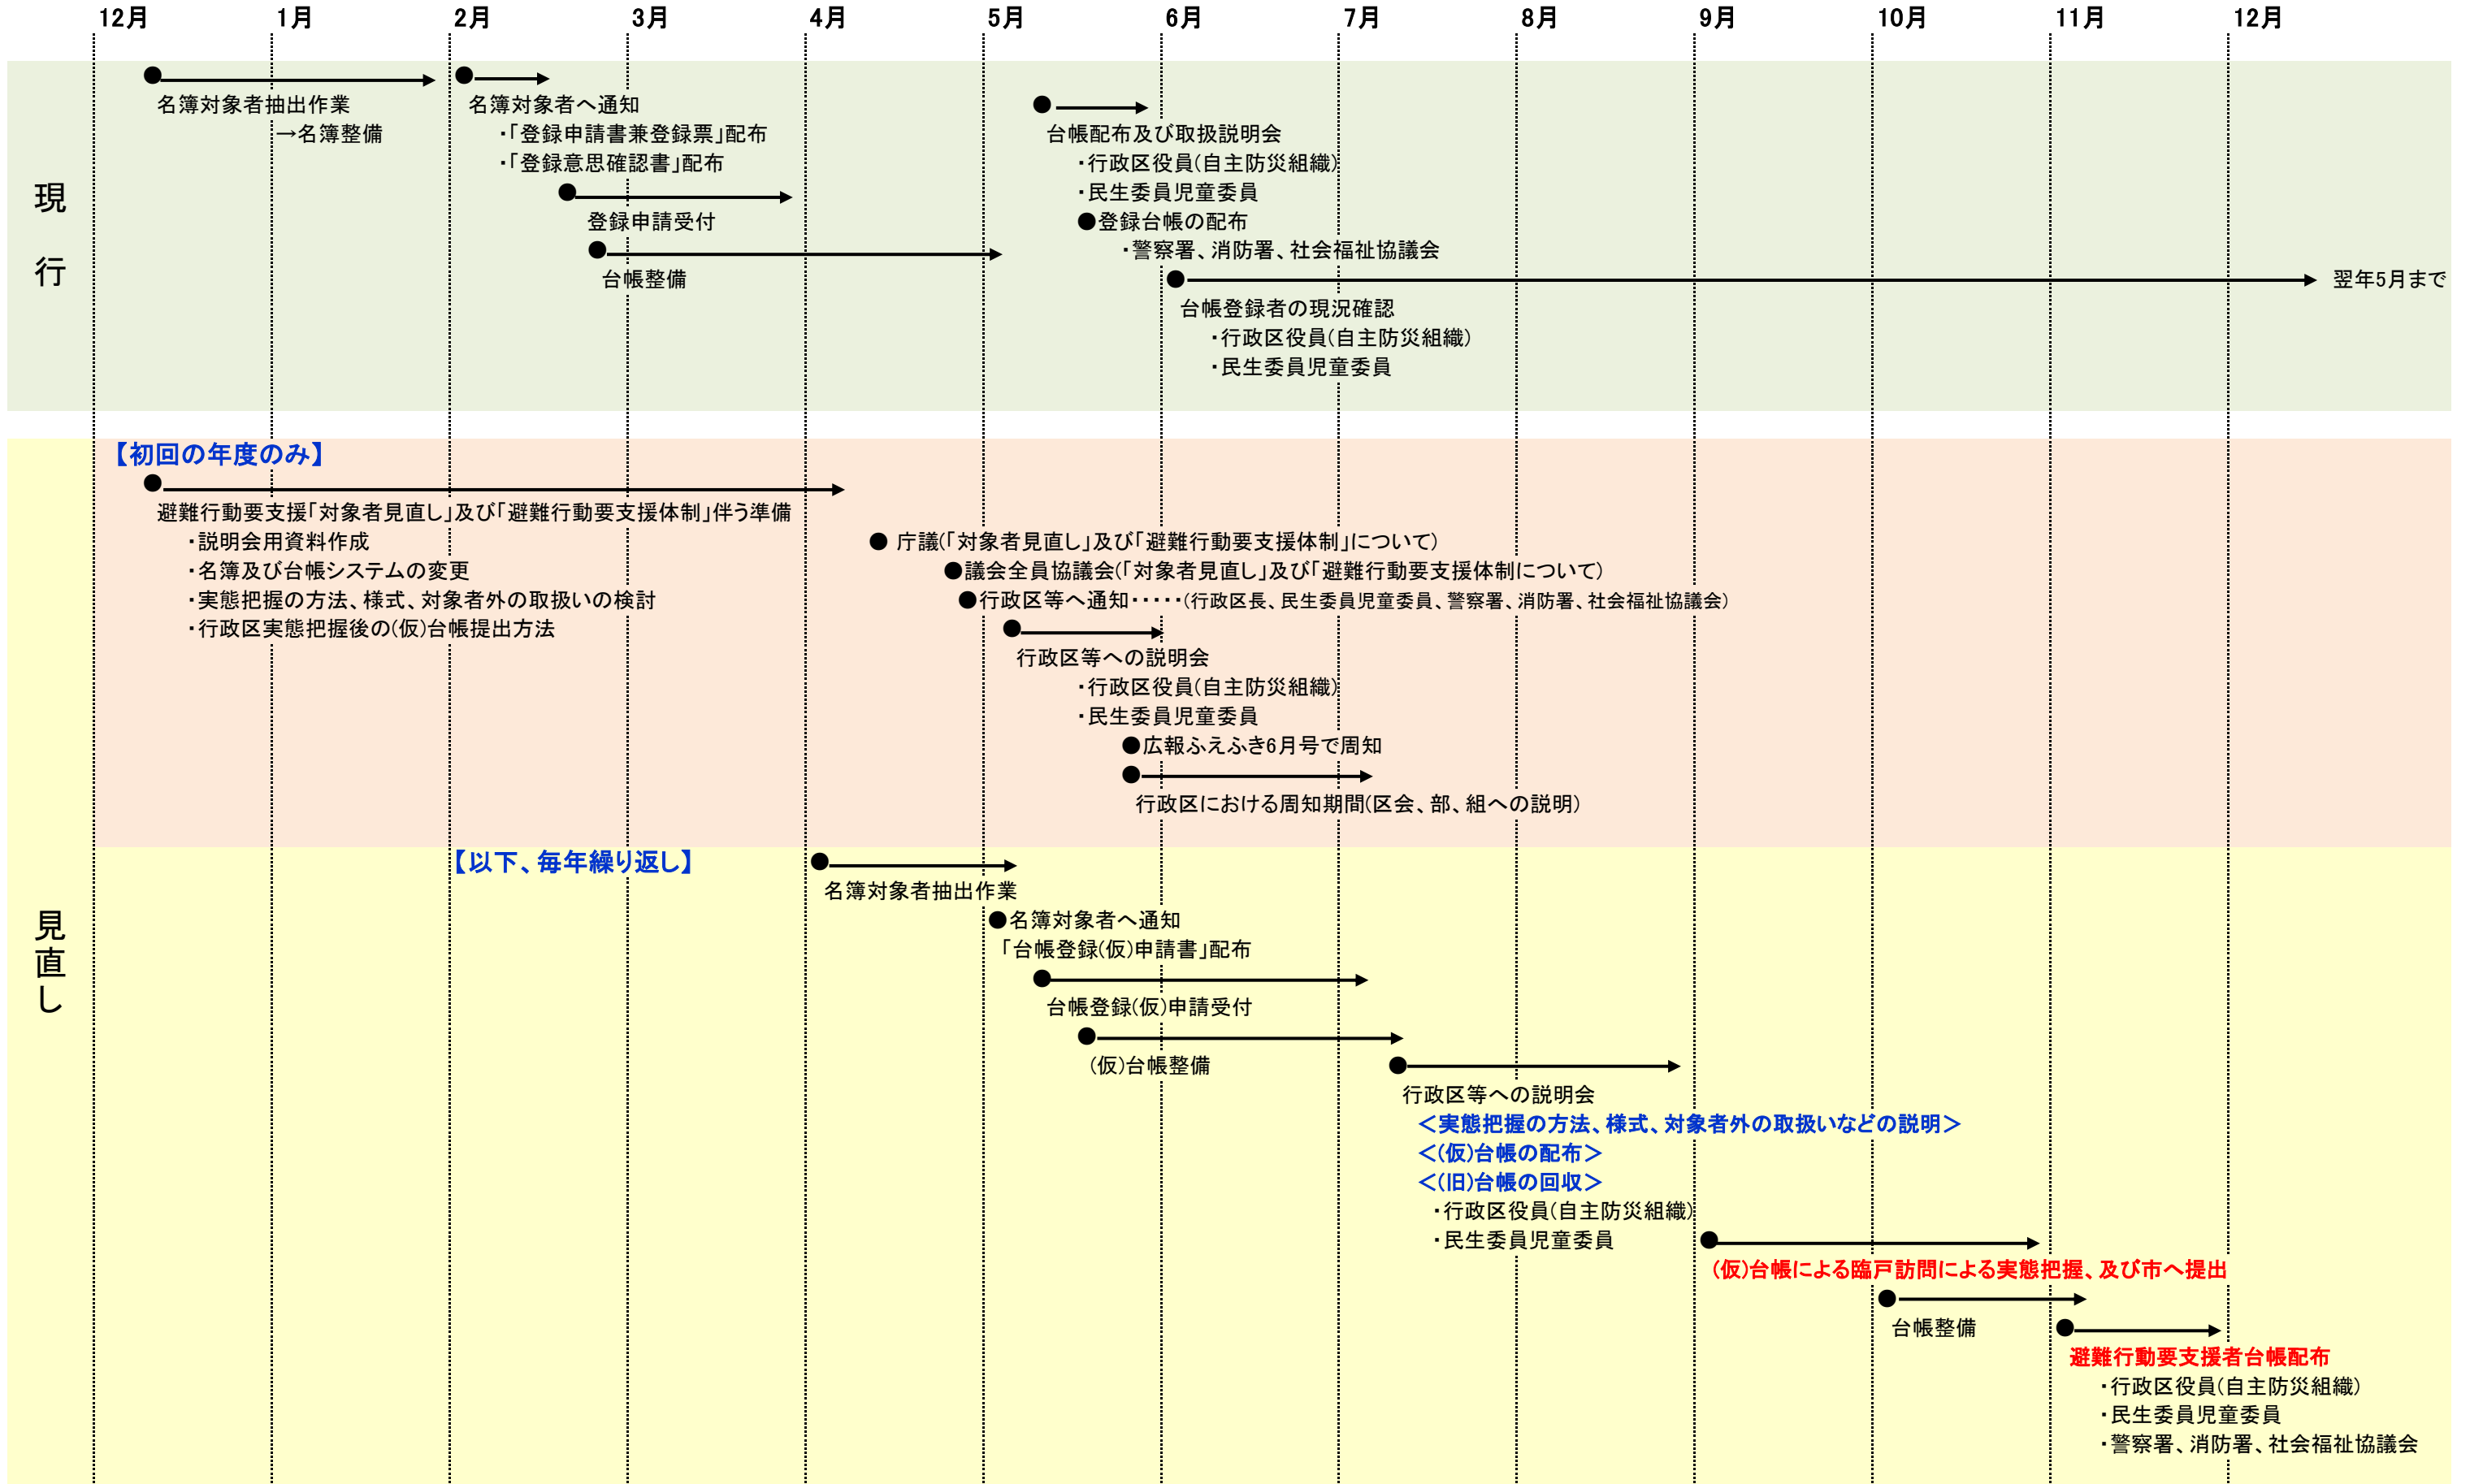 12月 1月 2月 3月 4月 5月 6月 7月 8月 9月 10月 11月 12月
現行
名簿対象者抽出作業
→名簿整備
名簿対象者へ通知
・「登録申請書兼登録票」配布
・「登録意思確認書」配布
登録申請受付
台帳整備
台帳配布及び取扱説明会
・行政区役員(自主防災組織)
・民生委員児童委員
●登録台帳の配布
・警察署、消防署、社会福祉協議会
翌年5月まで
台帳登録者の現況確認
・行政区役員(自主防災組織)
・民生委員児童委員
見直し
【初回の年度のみ】
避難行動要支援「対象者見直し」及び「避難行動要支援体制」伴う準備
・説明会用資料作成
・名簿及び台帳システムの変更
・実態把握の方法、様式、対象者外の取扱いの検討
・行政区実態把握後の(仮)台帳提出方法
● 庁議(「対象者見直し」及び「避難行動要支援体制」について)
●議会全員協議会(「対象者見直し」及び「避難行動要支援体制について)
●行政区等へ通知・・・・・(行政区長、民生委員児童委員、警察署、消防署、社会福祉協議会)
行政区等への説明会
・行政区役員(自主防災組織)
・民生委員児童委員
●広報ふえふき6月号で周知
行政区における周知期間(区会、部、組への説明)
【以下、毎年繰り返し】
名簿対象者抽出作業
●名簿対象者へ通知
「台帳登録(仮)申請書」配布
台帳登録(仮)申請受付
(仮)台帳整備
行政区等への説明会
＜実態把握の方法、様式、対象者外の取扱いなどの説明＞
＜(仮)台帳の配布＞
＜(旧)台帳の回収＞
・行政区役員(自主防災組織)
・民生委員児童委員
(仮)台帳による臨戸訪問による実態把握、及び市へ提出
台帳整備
避難行動要支援者台帳配布
・行政区役員(自主防災組織)
・民生委員児童委員
・警察署、消防署、社会福祉協議会